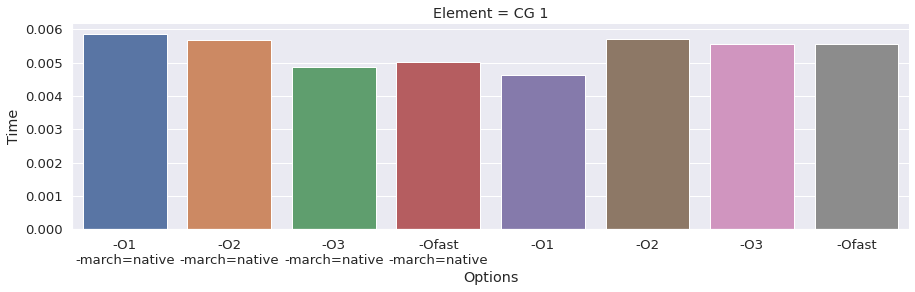 Element = CG 1
Time
0.006
0.005
0.004
0.003
0.002
0.001
0.000
-O1
-march=native
-O2
-march=native
-O3
-march=native
-Ofast
-march=native
-O1
-O2
-O3
-Ofast
Options